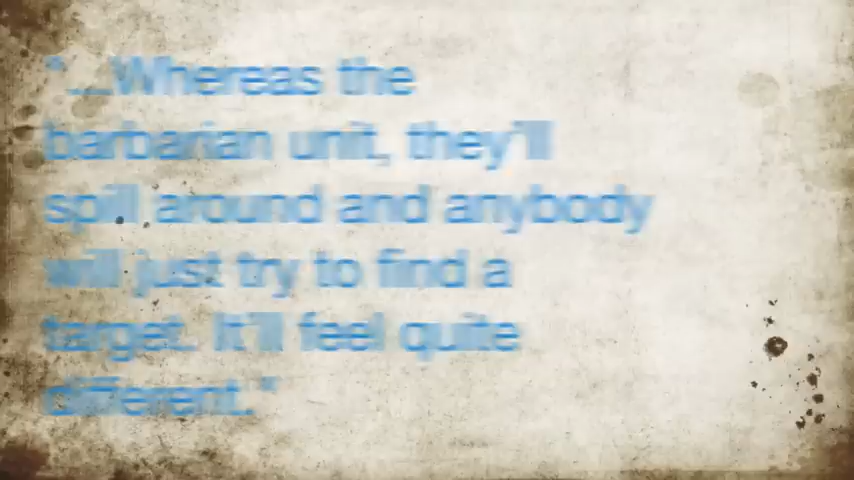 "...Whereas the
barbarian unit, they'll
spill around and anybody
will just try to find a
target. It'll feel quite
different."